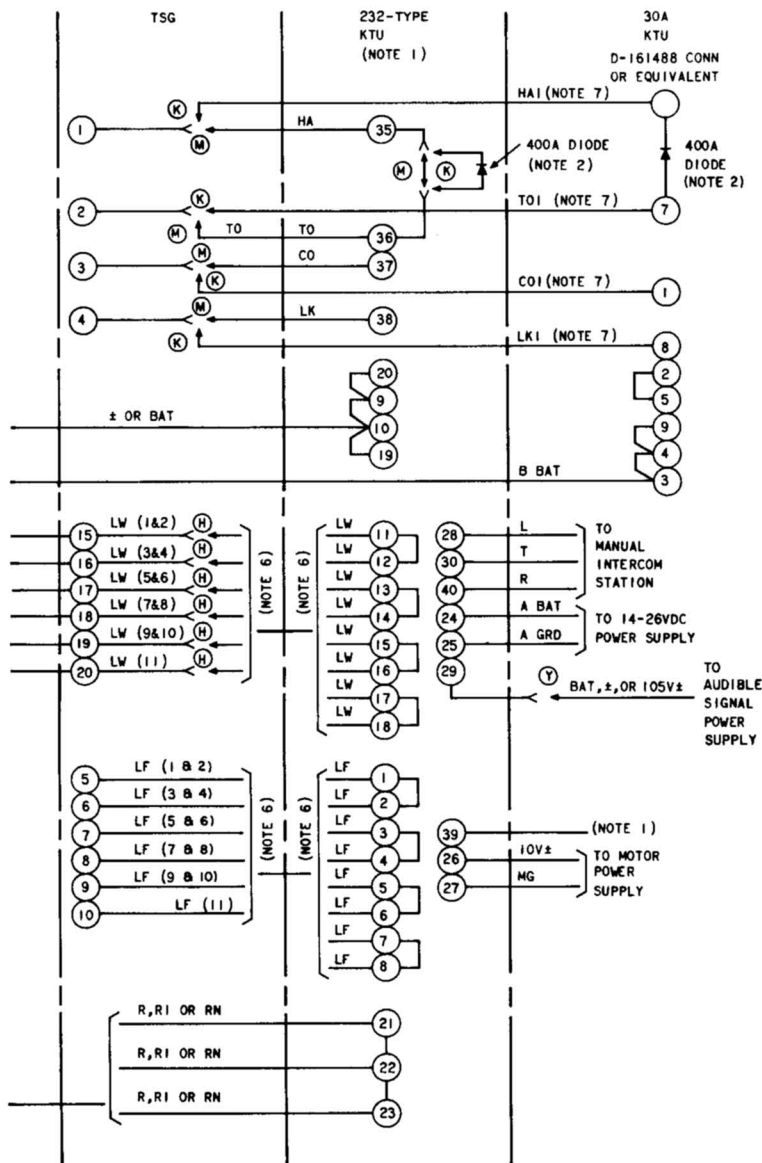 TSG
232-TYPE
KTU
(NOTE 1)
30A
KTU
D-161488 CONN
OR EQUIVALENT
HA1 (NOTE 7)
K
1
HA
35
M
M
K
400A DIODE
(NOTE 2)
400A
DIODE
(NOTE 2)
2
K
TO1 (NOTE 7)
7
M
TO
TO
36
3
M
CO
37
K
CO1 (NOTE 7)
1
4
M
LK
38
K
LK1 (NOTE 7)
8
20
2
9
5
± OR BAT
10
9
19
4
B BAT
3
15
LW (1&2)
H
16
LW (3&4)
H
17
LW (5&6)
H
18
LW (7&8)
H
19
LW (9&10)
H
20
LW (11)
H
(NOTE 6)
(NOTE 6)
LW
11
LW
12
LW
13
LW
14
LW
15
LW
16
LW
17
LW
18
28
L
30
T
40
R
TO
MANUAL
INTERCOM
STATION
24
A BAT
25
A GRD
TO 14-26VDC
POWER SUPPLY
29
Y
BAT,±,OR 105V±
TO
AUDIBLE
SIGNAL
POWER
SUPPLY
5
LF (1 & 2)
6
LF (3 & 4)
7
LF (5 & 6)
8
LF (7 & 8)
9
LF (9 & 10)
10
LF (11)
(NOTE 6)
(NOTE 6)
LF
1
LF
2
LF
3
LF
4
LF
5
LF
6
LF
7
LF
8
39
(NOTE 1)
26
10V±
27
MG
TO MOTOR
POWER
SUPPLY
R,R1 OR RN
21
R,R1 OR RN
22
R,R1 OR RN
23